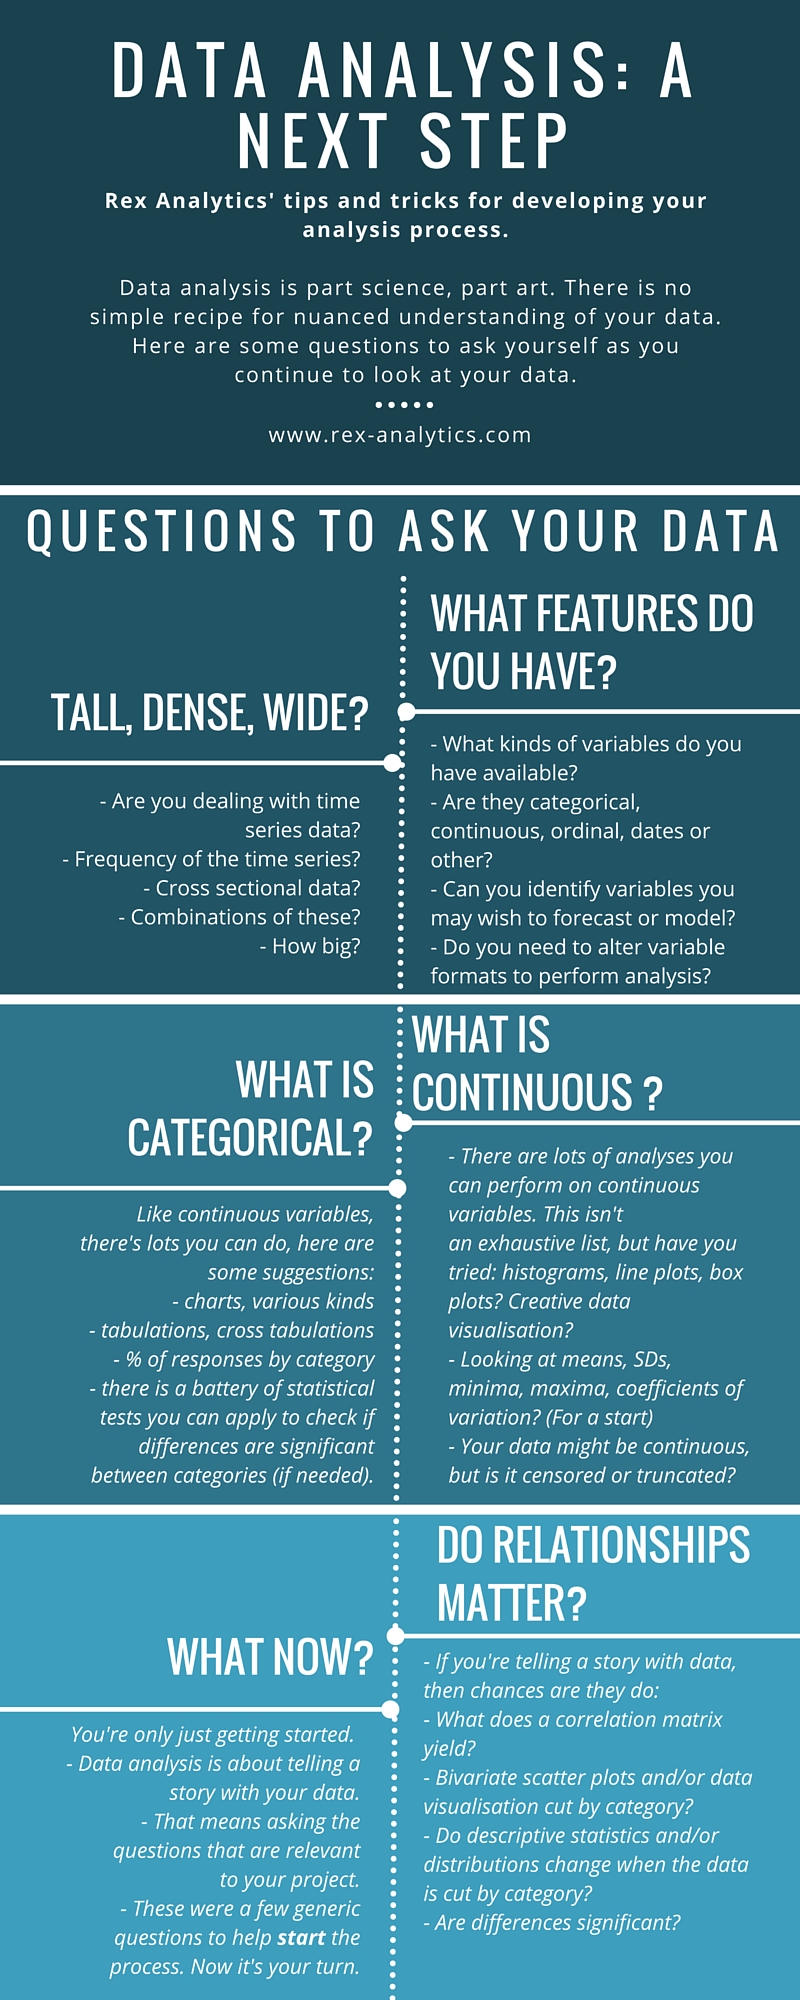 DATA ANALYSIS: A
NEXT STEP
Rex Analytics' tips and tricks for developing your
analysis process.
Data analysis is part science, part art. There is no
simple recipe for nuanced understanding of your data.
Here are some questions to ask yourself as you
continue to look at your data.
www.rex-analytics.com
QUESTIONS TO ASK YOUR DATA
WHAT FEATURES DO
YOU HAVE?
- What kinds of variables do you
have available?
- Are they categorical,
continuous, ordinal, dates or
other?
- Can you identify variables you
may wish to forecast or model?
- Do you need to alter variable
formats to perform analysis?
TALL, DENSE, WIDE?
- Are you dealing with time
series data?
- Frequency of the time series?
- Cross sectional data?
- Combinations of these?
- How big?
WHAT IS
CONTINUOUS ?
- There are lots of analyses you
can perform on continuous
variables. This isn't
an exhaustive list, but have you
tried: histograms, line plots, box
plots? Creative data
visualisation?
- Looking at means, SDs,
minima, maxima, coefficients of
variation? (For a start)
- Your data might be continuous,
but is it censored or truncated?
WHAT IS
CATEGORICAL?
Like continuous variables,
there's lots you can do, here are
some suggestions:
- charts, various kinds
- tabulations, cross tabulations
- % of responses by category
- there is a battery of statistical
tests you can apply to check if
differences are significant
between categories (if needed).
DO RELATIONSHIPS
MATTER?
- If you're telling a story with data,
then chances are they do:
- What does a correlation matrix
yield?
- Bivariate scatter plots and/or data
visualisation cut by category?
- Do descriptive statistics and/or
distributions change when the data
is cut by category?
- Are differences significant?
WHAT NOW?
You're only just getting started.
- Data analysis is about telling a
story with your data.
- That means asking the
questions that are relevant
to your project.
- These were a few generic
questions to help start the
process. Now it's your turn.